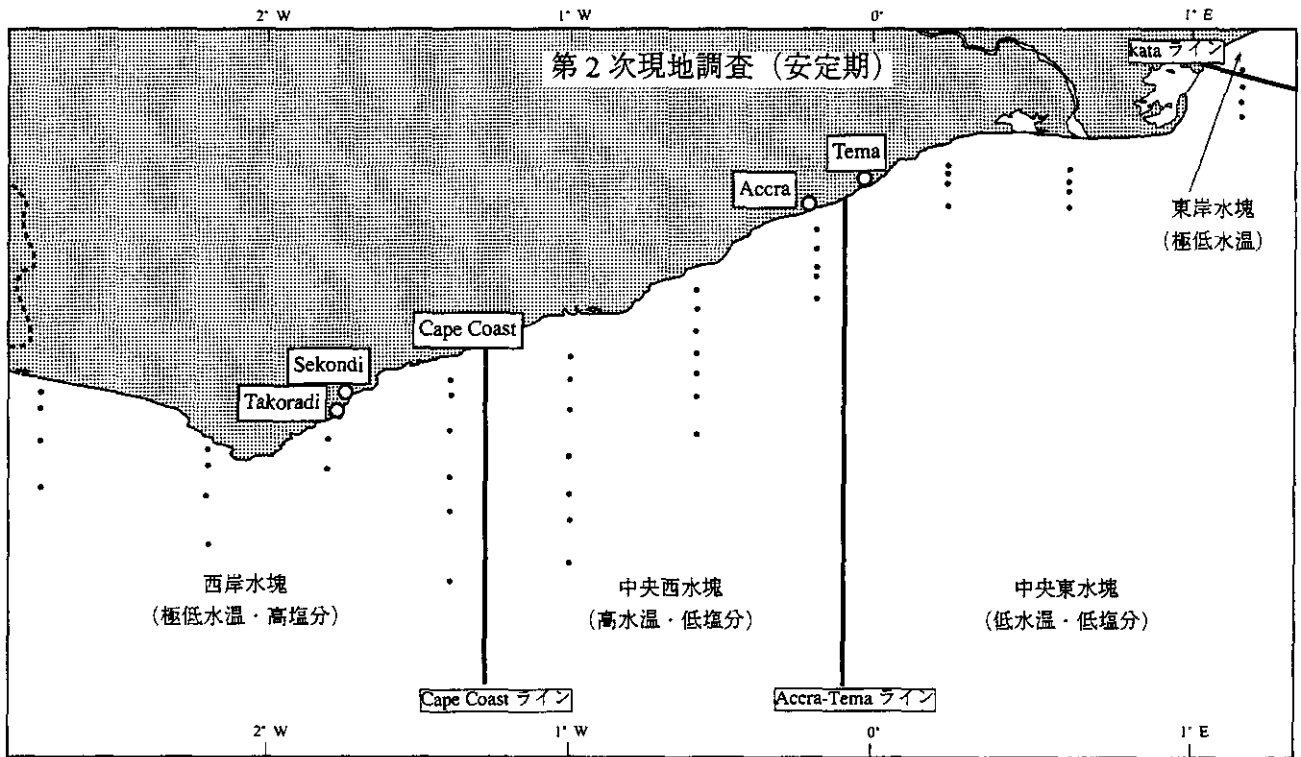 2° W
1° W
0°
1° E
第2次現地調査（安定期）
kata ライン
Tema
Accra
東岸水塊
（極低水温）
Cape Coast
Sekondi
Takoradi
西岸水塊
（極低水温・高塩分）
中央西水塊
（高水温・低塩分）
中央東水塊
（低水温・低塩分）
Cape Coast ライン
Accra-Tema ライン
2° W
1° W
0°
1° E